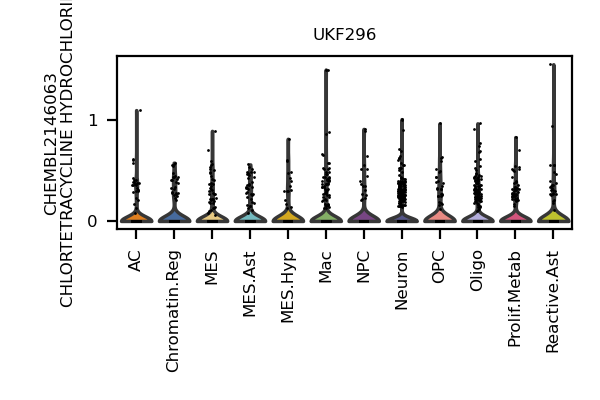 UKF296
CHEMBL2146063
CHLORTETRACYCLINE HYDROCHLORI
1
0
AC
Chromatin.Reg
MES
MES.Ast
MES.Hyp
Mac
NPC
Neuron
OPC
Oligo
Prolif.Metab
Reactive.Ast